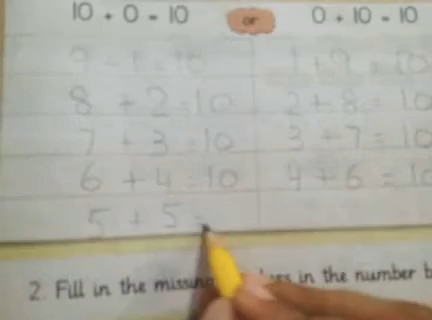 10 + 0 = 10 or 0 + 10 = 10
9 + 1 = 10 1 + 9 = 10
8 + 2 = 10 2 + 8 = 10
7 + 3 = 10 3 + 7 = 10
6 + 4 = 10 4 + 6 = 10
5 + 5 =
2. Fill in the missing in the number